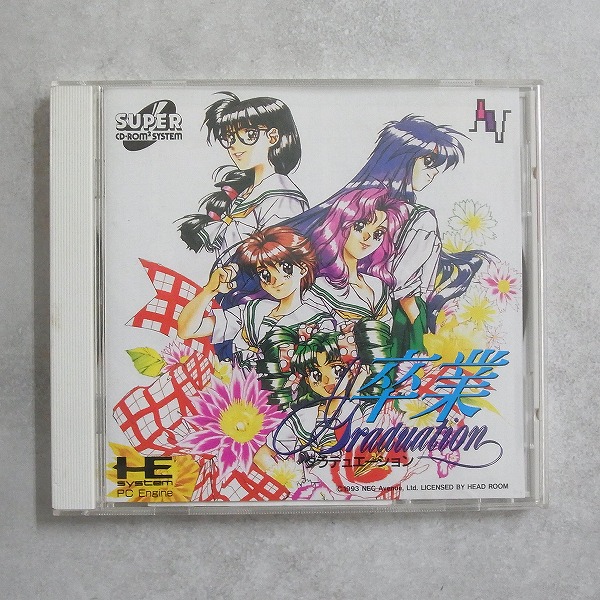 SUPER
CD-ROM² SYSTEM
AV
卒業
Graduation
グラデュエーション
HE
system
PC Engine
©1993 NEC Avenue, Ltd. LICENSED BY HEAD ROOM